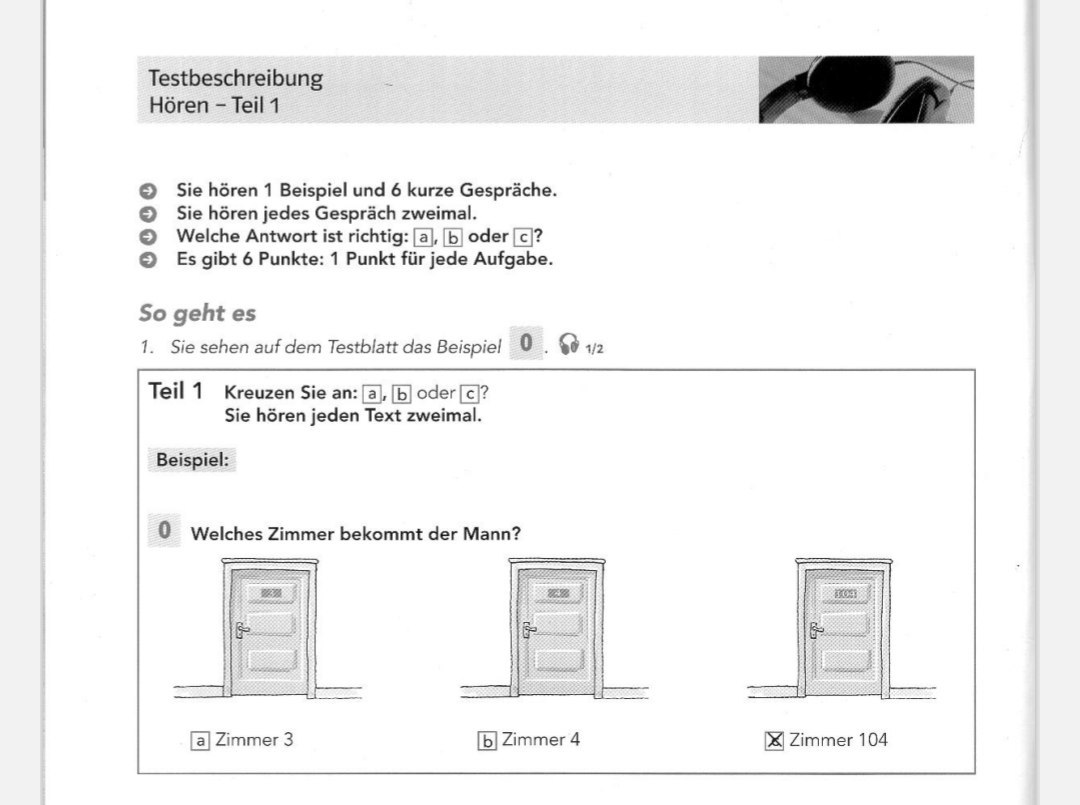 Testbeschreibung
Hören – Teil 1
Sie hören 1 Beispiel und 6 kurze Gespräche.
Sie hören jedes Gespräch zweimal.
Welche Antwort ist richtig: a, b oder c?
Es gibt 6 Punkte: 1 Punkt für jede Aufgabe.
So geht es
1. Sie sehen auf dem Testblatt das Beispiel 0 . 1/2
Teil 1 Kreuzen Sie an: a, b oder c?
Sie hören jeden Text zweimal.
Beispiel:
0 Welches Zimmer bekommt der Mann?
3 4 104
a Zimmer 3 b Zimmer 4 x Zimmer 104